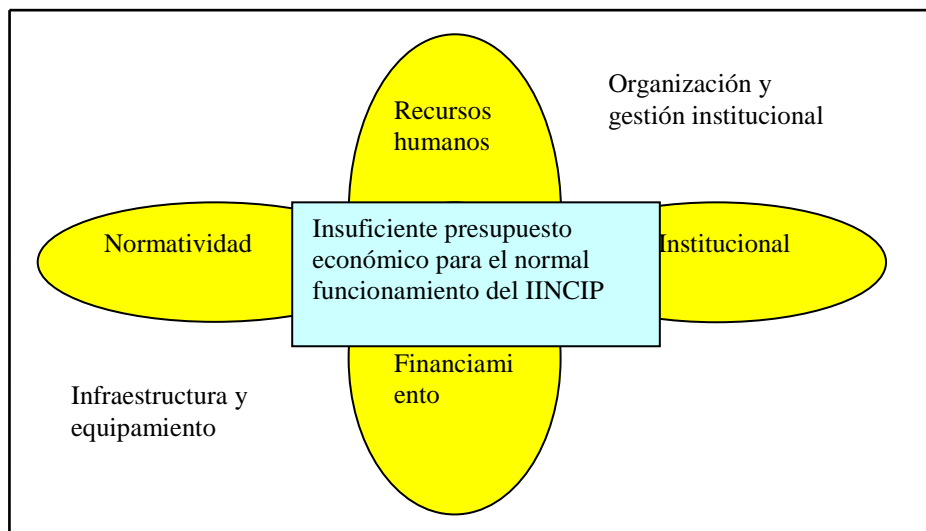 Organización y
gestión institucional
Recursos
humanos
Normatividad
Insuficiente presupuesto
económico para el normal
funcionamiento del IINCIP
Institucional
Financiami
ento
Infraestructura y
equipamiento